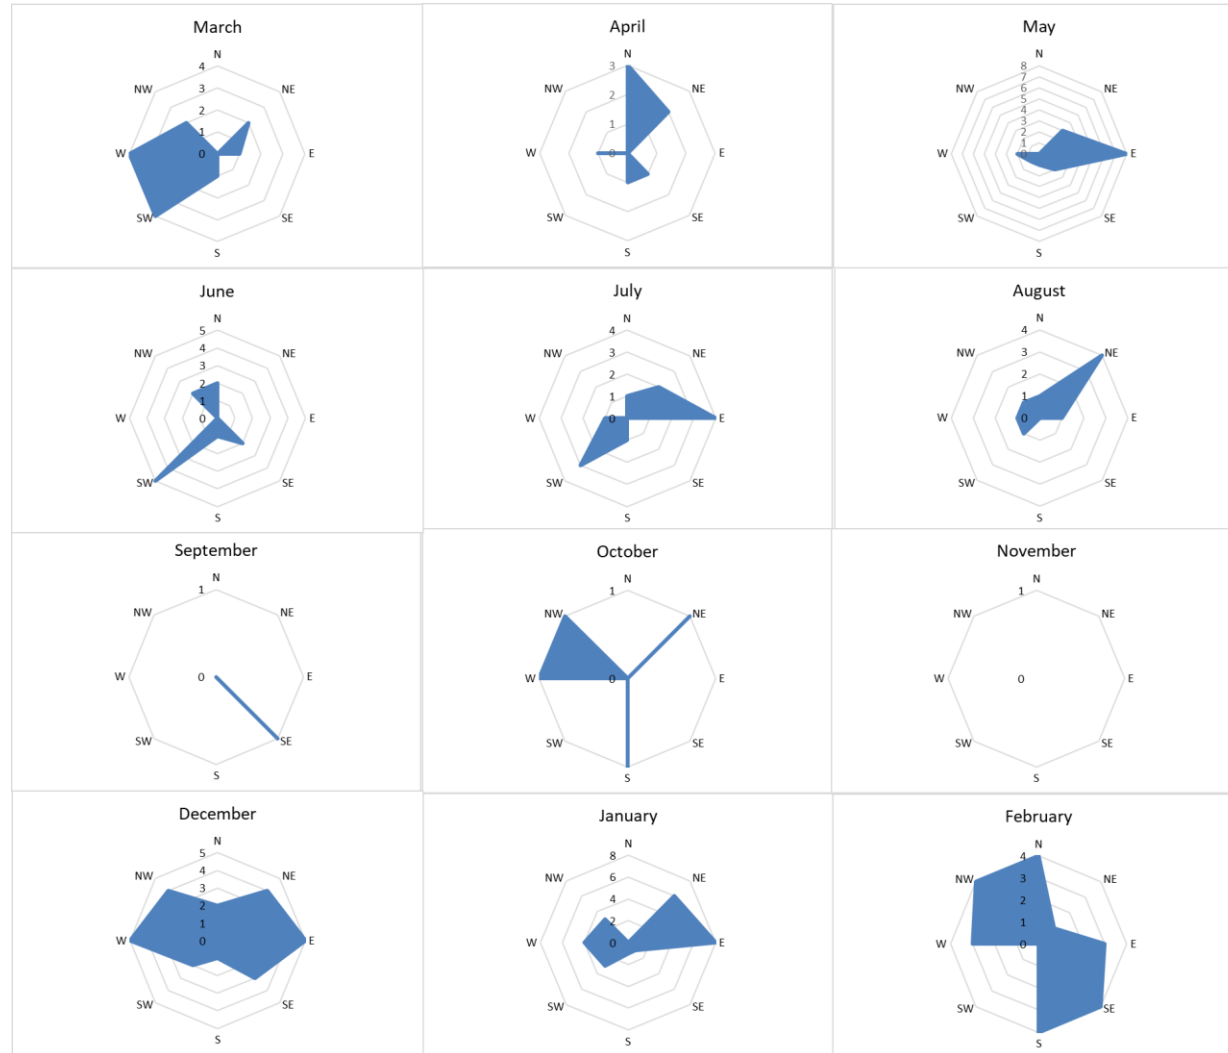 March
N
4
NW
NE
3
2
1
W
0
E
SW
SE
S
April
N
3
NW
NE
2
1
W
0
E
SW
SE
S
May
N
8
NW
7
NE
6
5
4
3
2
1
W
0
E
SW
SE
S
June
N
5
NW
4
NE
3
2
1
W
0
E
SW
SE
S
July
N
4
NW
NE
3
2
1
W
0
E
SW
SE
S
August
N
4
NW
NE
3
2
1
W
0
E
SW
SE
S
September
N
1
NW
NE
W
0
E
SW
SE
S
October
N
1
NW
NE
W
0
E
SW
SE
S
November
N
1
NW
NE
W
0
E
SW
SE
S
December
N
5
NW
4
NE
3
2
1
W
0
E
SW
SE
S
January
N
8
NW
NE
6
4
2
W
0
E
SW
SE
S
February
N
4
NW
NE
3
2
1
W
0
E
SW
SE
S